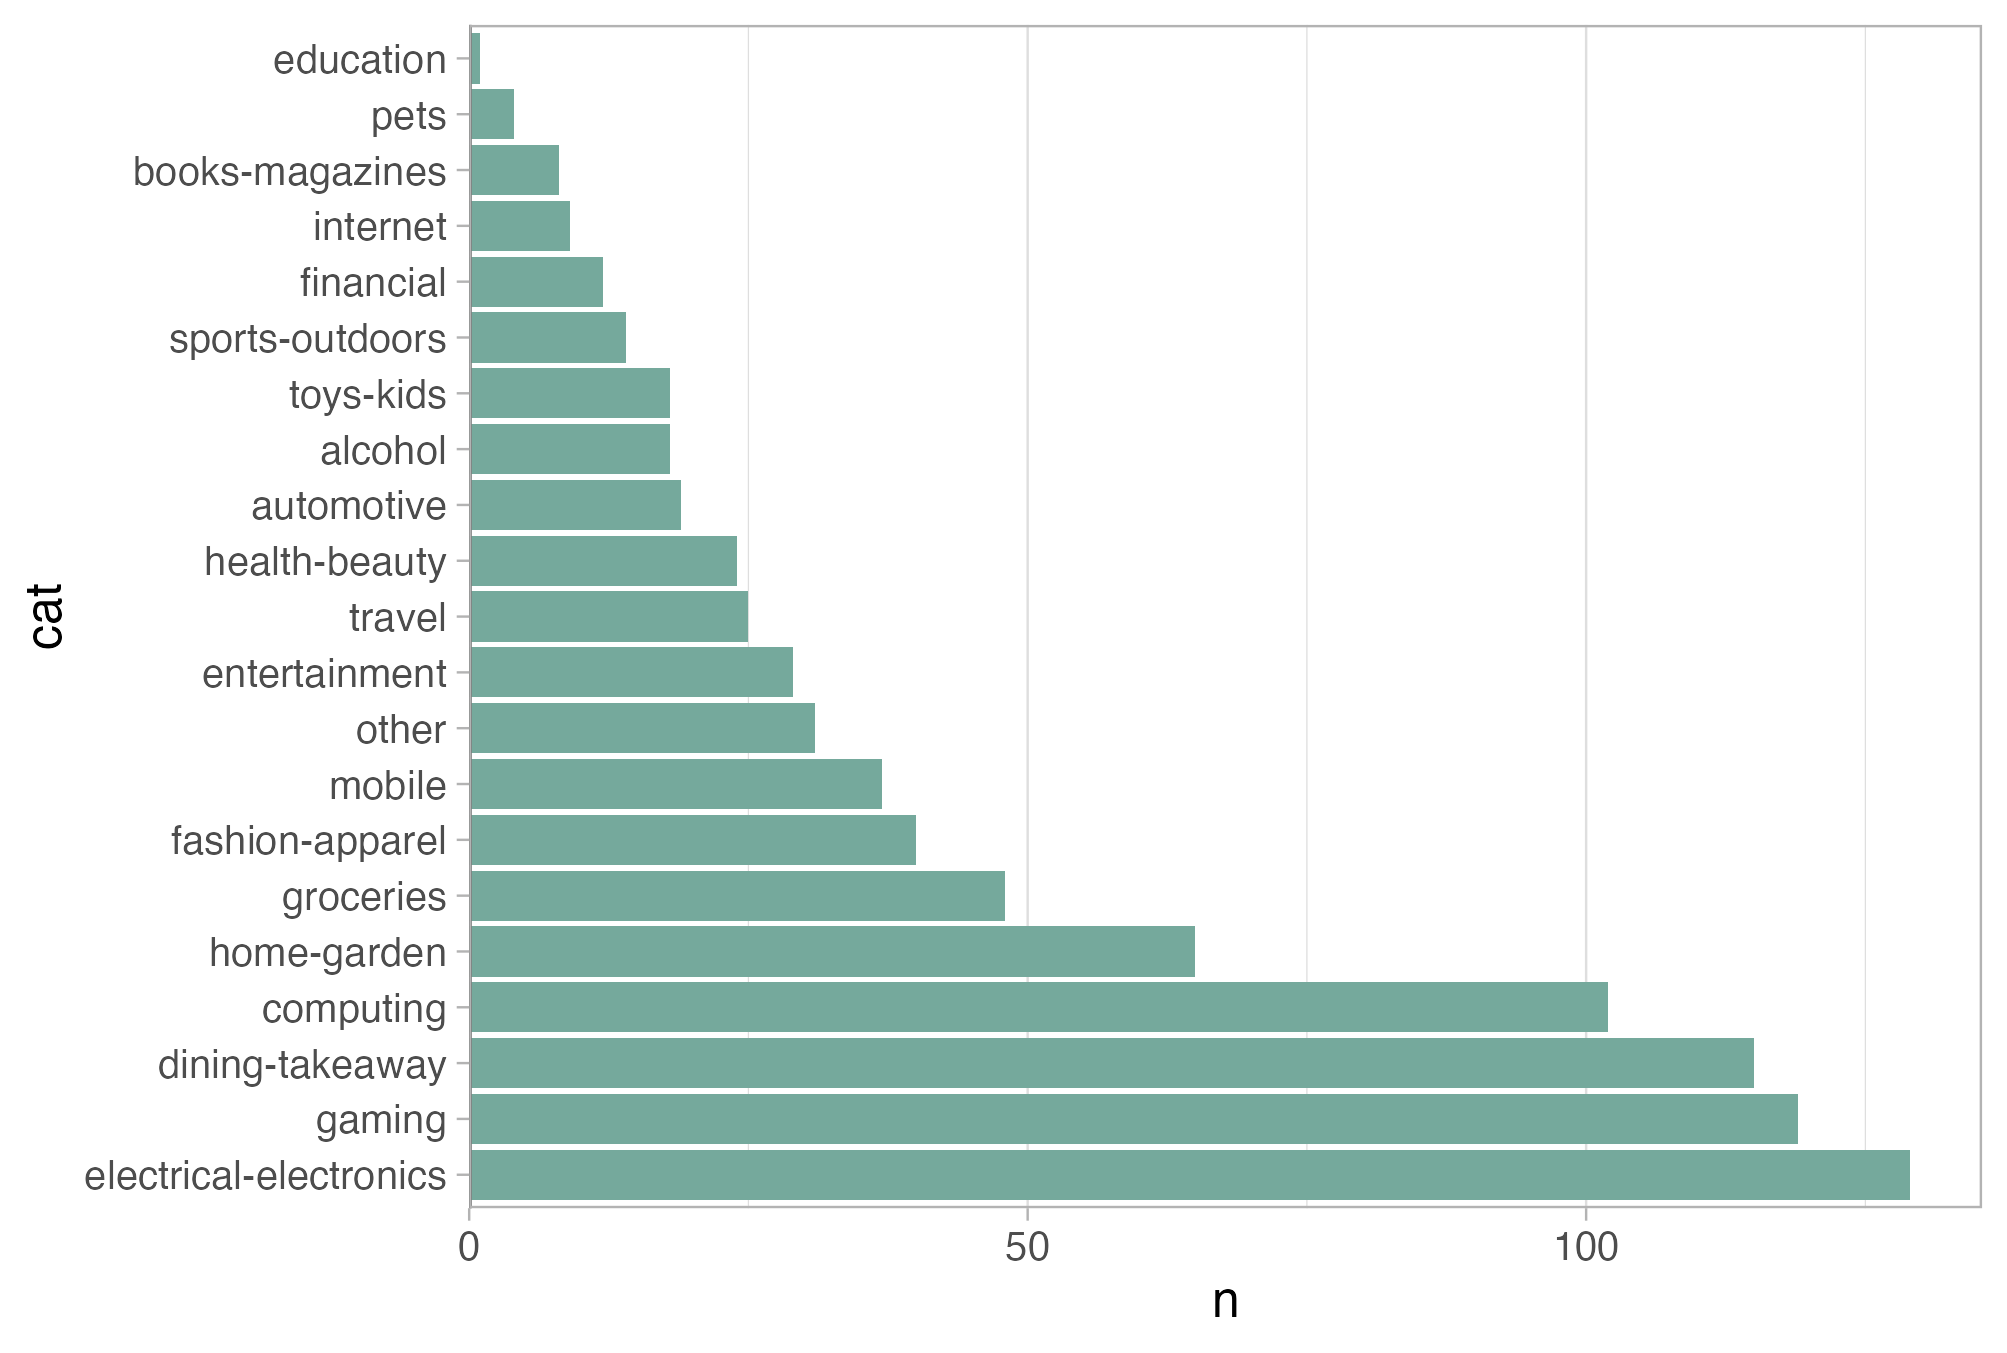 education
pets
books-magazines
internet
financial
sports-outdoors
toys-kids
alcohol
automotive
health-beauty
travel
entertainment
other
mobile
fashion-apparel
groceries
home-garden
computing
dining-takeaway
gaming
electrical-electronics
cat
0 50 100
n